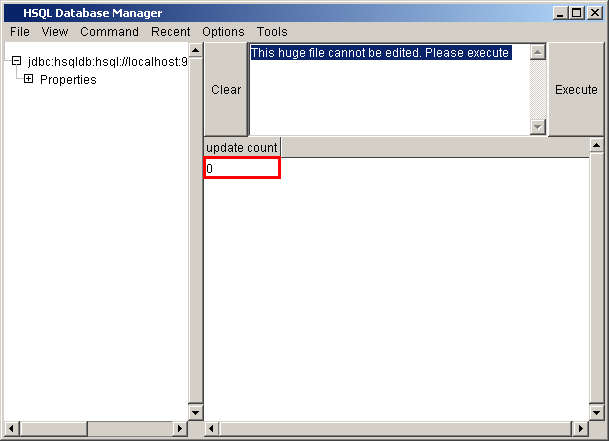 HSQL Database Manager
File View Command Recent Options Tools
jdbc:hsqldb:hsql://localhost:9
Properties
Clear
This huge file cannot be edited. Please execute
Execute
update count
0